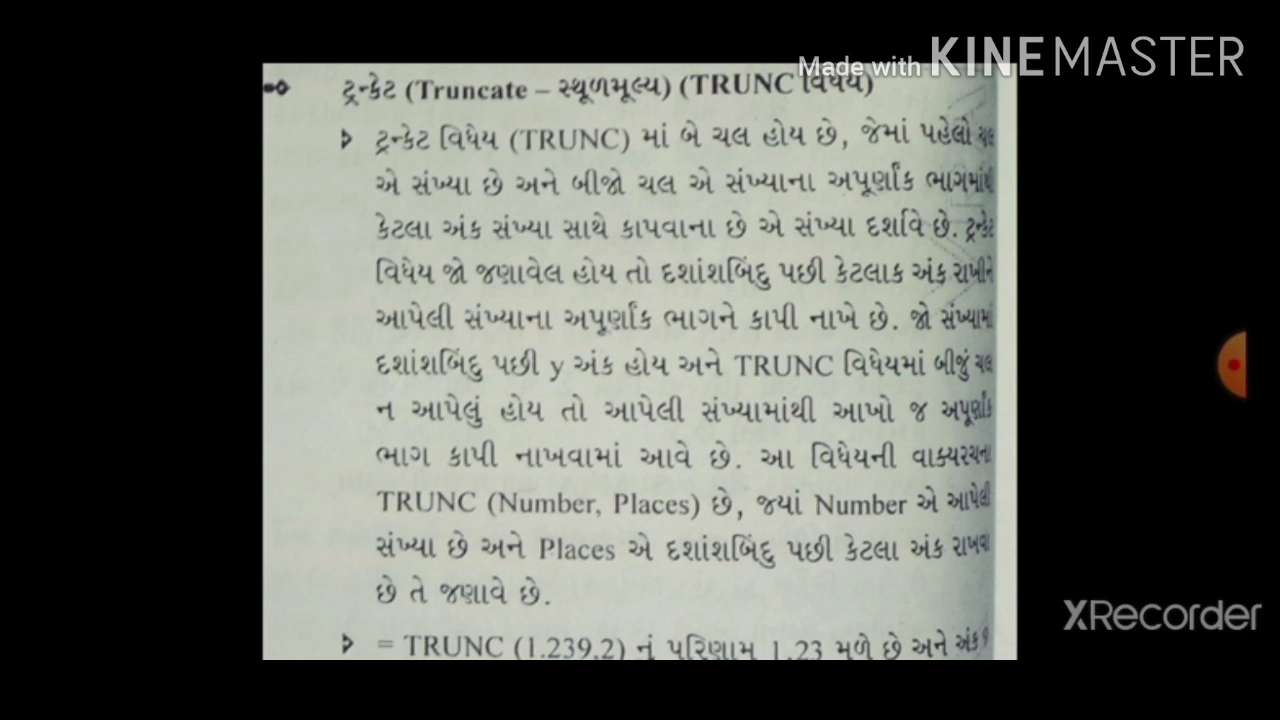 Made with KINEMASTER
ટ્રન્કેટ (Truncate – સ્થૂળમૂલ્ય) (TRUNC વિધેય)
ટ્રન્કેટ વિધેય (TRUNC) માં બે ચલ હોય છે, જેમાં પહેલો ચલ
એ સંખ્યા છે અને બીજો ચલ એ સંખ્યાના અપૂર્ણાંક ભાગમાંથી
કેટલા અંક સંખ્યા સાથે કાપવાના છે એ સંખ્યા દર્શાવે છે. ટ્રન્કેટ
વિધેય જો જણાવેલ હોય તો દશાંશબિંદુ પછી કેટલાક અંક રાખીને
આપેલી સંખ્યાના અપૂર્ણાંક ભાગને કાપી નાખે છે. જો સંખ્યામાં
દશાંશબિંદુ પછી y અંક હોય અને TRUNC વિધેયમાં બીજું ચલ
ન આપેલું હોય તો આપેલી સંખ્યામાંથી આખો જ અપૂર્ણાંક
ભાગ કાપી નાખવામાં આવે છે. આ વિધેયની વાક્યરચના
TRUNC (Number, Places) છે, જયાં Number એ આપેલી
સંખ્યા છે અને Places એ દશાંશબિંદુ પછી કેટલા અંક રાખવા
છે તે જણાવે છે.
= TRUNC (1.239,2) નું પરિણામ 1.23 મળે છે અને અંક 9
XRecorder